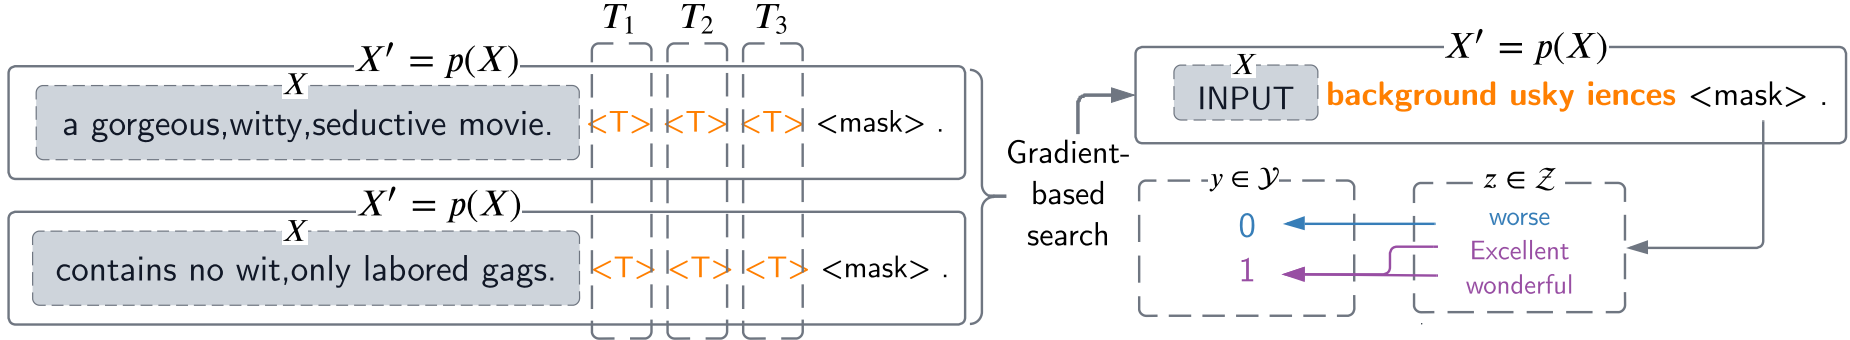 T1 T2 T3
X′ = p(X)
X
a gorgeous,witty,seductive movie. <T> <T> <T> <mask> .
X′ = p(X)
X
contains no wit,only labored gags. <T> <T> <T> <mask> .
Gradient-
based
search
X′ = p(X)
X
INPUT background usky iences <mask> .
y ∈ 𝒴
0
1
z ∈ 𝒵
worse
Excellent
wonderful